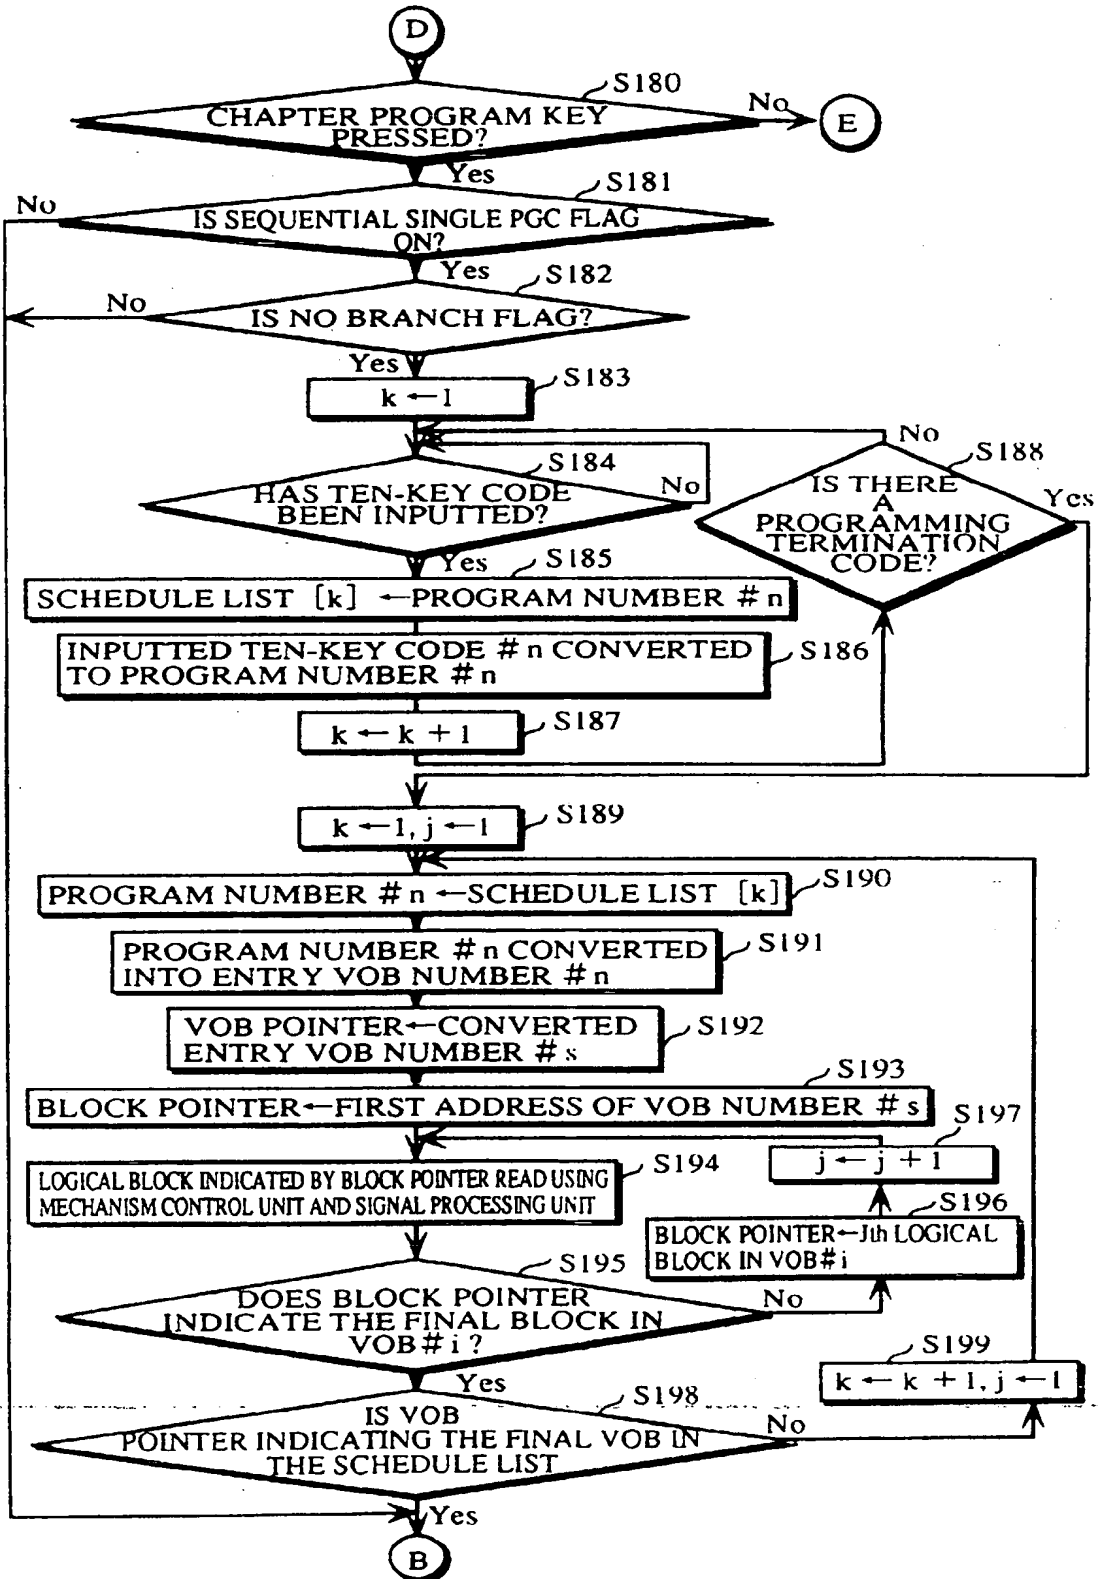 D
S180
CHAPTER PROGRAM KEY
PRESSED?
No
E
Yes
S181
No
IS SEQUENTIAL SINGLE PGC FLAG
ON?
Yes
S182
No
IS NO BRANCH FLAG?
Yes
S183
k ← 1
No
S184
HAS TEN-KEY CODE
BEEN INPUTTED?
No
S188
IS THERE
A
PROGRAMMING
TERMINATION
CODE?
Yes
Yes
S185
SCHEDULE LIST [k] ←PROGRAM NUMBER #n
INPUTTED TEN-KEY CODE #n CONVERTED
TO PROGRAM NUMBER #n
S186
k ← k + 1
S187
k ←1, j ←1
S189
PROGRAM NUMBER #n ←SCHEDULE LIST [k]
S190
PROGRAM NUMBER #n CONVERTED
INTO ENTRY VOB NUMBER #n
S191
VOB POINTER←CONVERTED
ENTRY VOB NUMBER #s
S192
S193
BLOCK POINTER←FIRST ADDRESS OF VOB NUMBER #s
S197
j ← j + 1
LOGICAL BLOCK INDICATED BY BLOCK POINTER READ USING
MECHANISM CONTROL UNIT AND SIGNAL PROCESSING UNIT
S194
S196
BLOCK POINTER←Jth LOGICAL
BLOCK IN VOB#i
S195
DOES BLOCK POINTER
INDICATE THE FINAL BLOCK IN
VOB#i?
No
S199
k ← k + 1, j ←1
Yes
S198
IS VOB
POINTER INDICATING THE FINAL VOB IN
THE SCHEDULE LIST
No
Yes
B